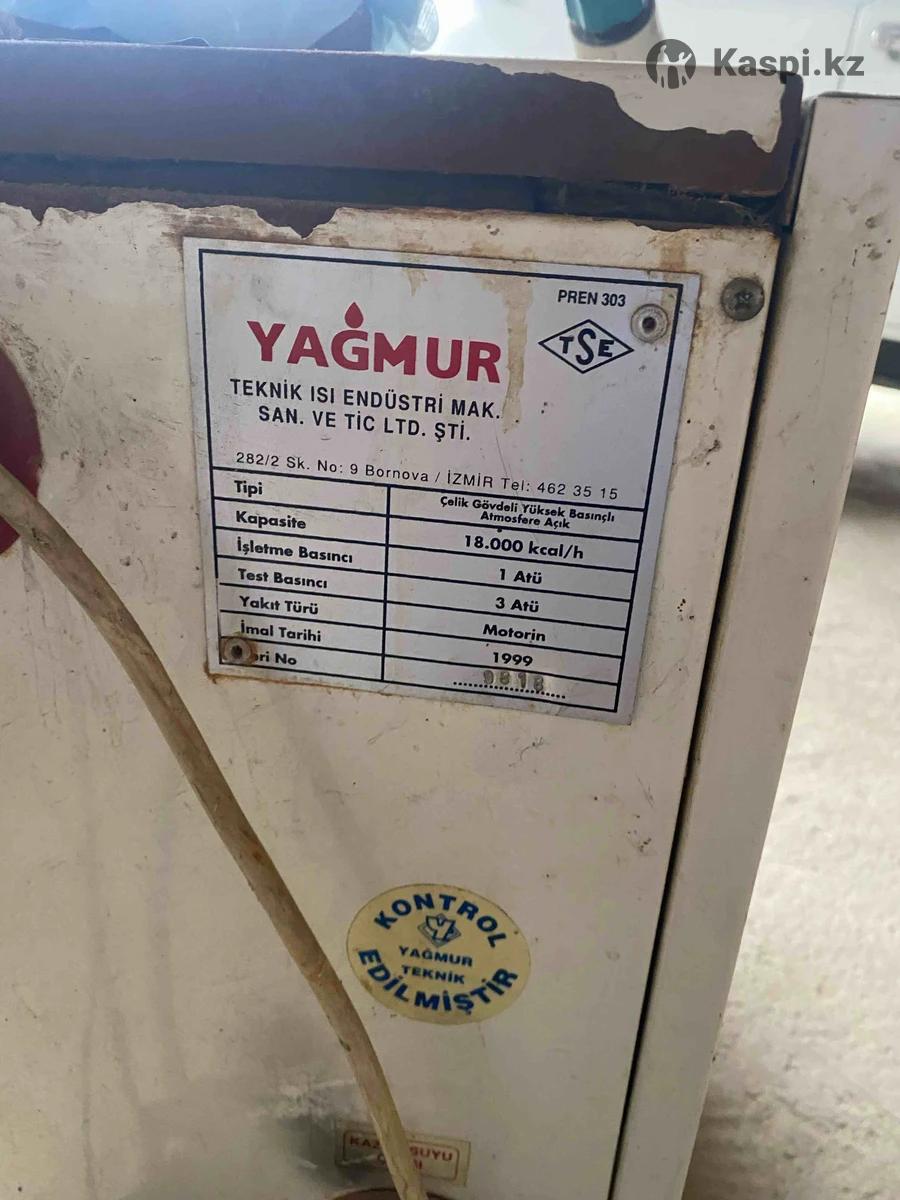 Kaspi.kz
PREN 303
YAĞMUR
TSE
TEKNİK ISI ENDÜSTRİ MAK.
SAN. VE TİC LTD. ŞTİ.
282/2 Sk. No: 9 Bornova / İZMİR Tel: 462 35 15
Tipi Çelik Gövdeli Yüksek Basınçlı
Atmosfere Açık
Kapasite 18.000 kcal/h
İşletme Basıncı 1 Atü
Test Basıncı 3 Atü
Yakıt Türü Motorin
İmal Tarihi 1999
No
KONTROL
YAĞMUR
TEKNİK
EDİLMİŞTİR